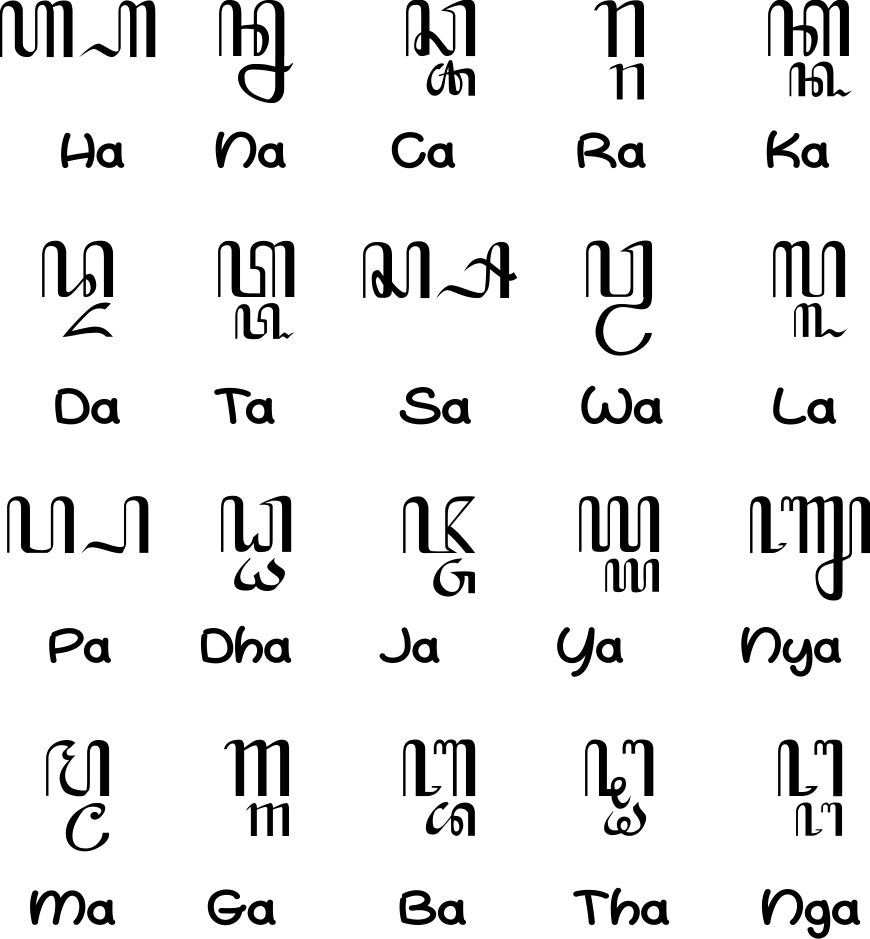 ꦲ꧀ꦲ ꦤ꧀ꦤ ꦕ꧀ꦕ ꦫ꧀ꦫ ꦏ꧀ꦏ
Ha Na Ca Ra Ka
ꦢ꧀ꦢ ꦠ꧀ꦠ ꦱ꧀ꦱ ꦮ꧀ꦮ ꦭ꧀ꦭ
Da Ta Sa Wa La
ꦥ꧀ꦥ ꦝ꧀ꦝ ꦗ꧀ꦗ ꦪ꧀ꦪ ꦚ꧀ꦚ
Pa Dha Ja Ya Nya
ꦩ꧀ꦩ ꦒ꧀ꦒ ꦧ꧀ꦧ ꦛ꧀ꦛ ꦔ꧀ꦔ
Ma Ga Ba Tha Nga